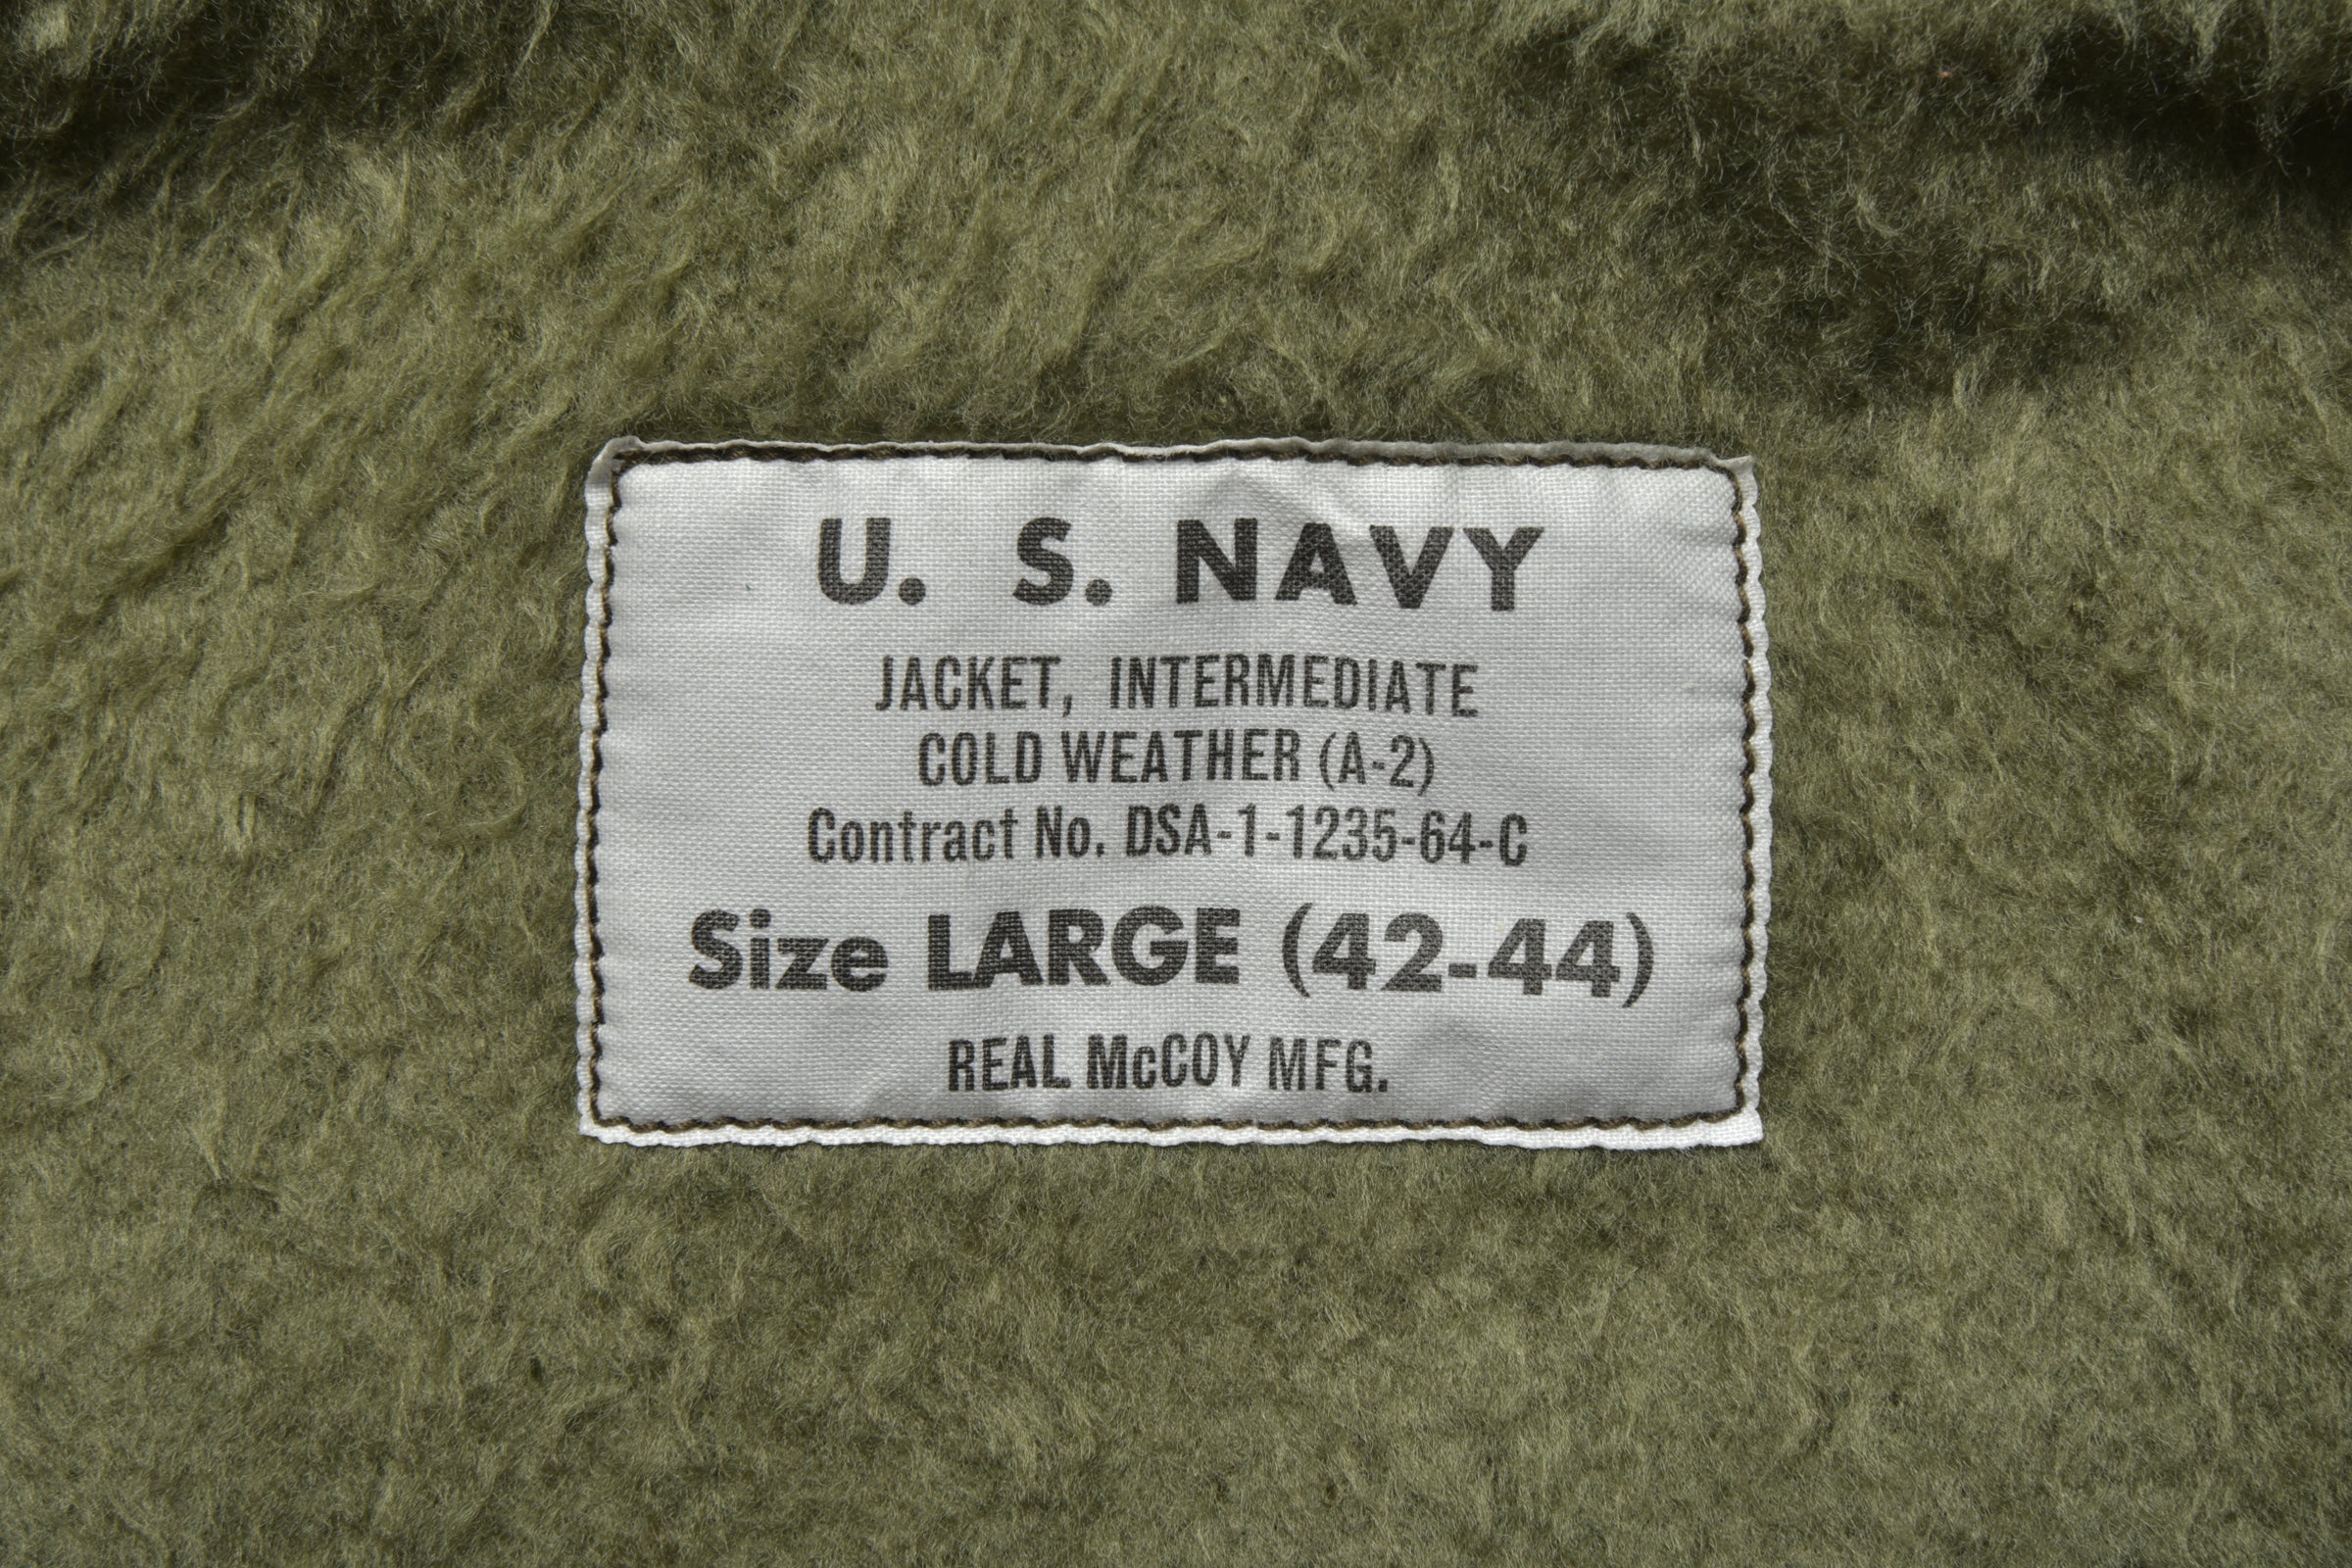 U. S. NAVY
JACKET, INTERMEDIATE
COLD WEATHER (A-2)
Contract No. DSA-1-1235-64-C
Size LARGE (42-44)
REAL McCOY MFG.